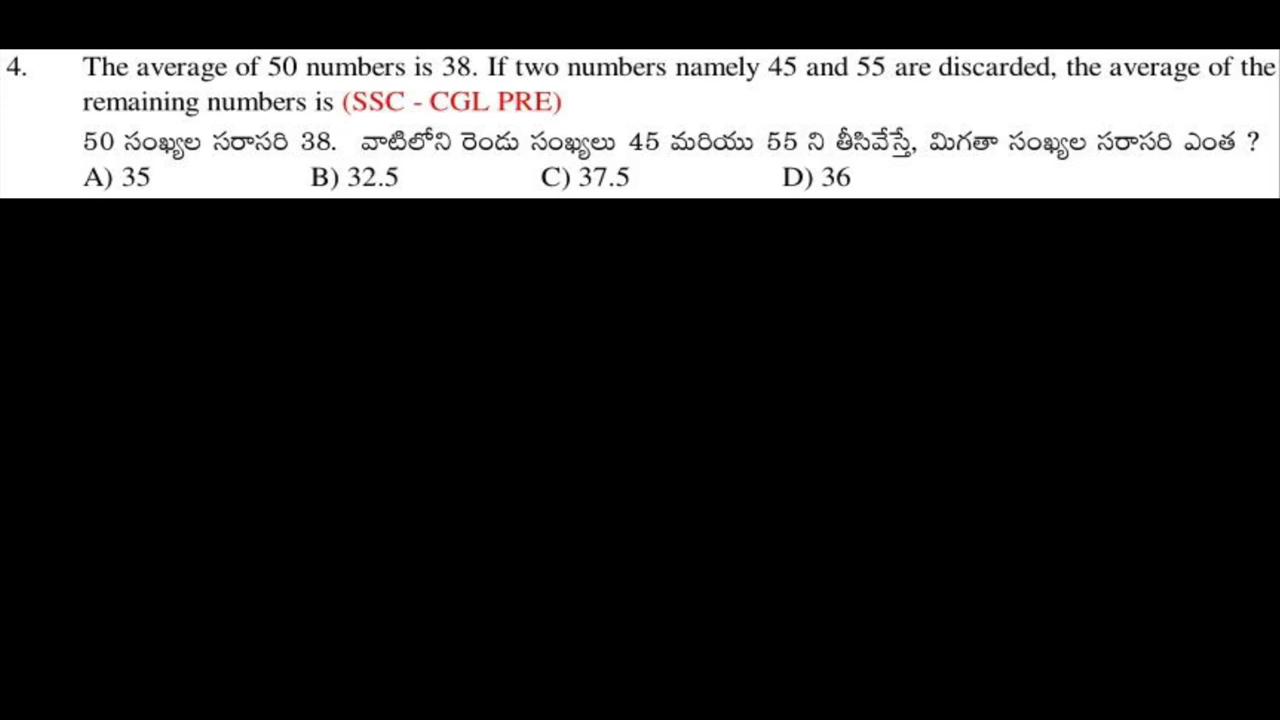 4. The average of 50 numbers is 38. If two numbers namely 45 and 55 are discarded, the average of the
remaining numbers is (SSC - CGL PRE)
50 సంఖ్యల సరాసరి 38. వాటిలోని రెండు సంఖ్యలు 45 మరియు 55 ని తీసివేస్తే, మిగతా సంఖ్యల సరాసరి ఎంత ?
A) 35 B) 32.5 C) 37.5 D) 36